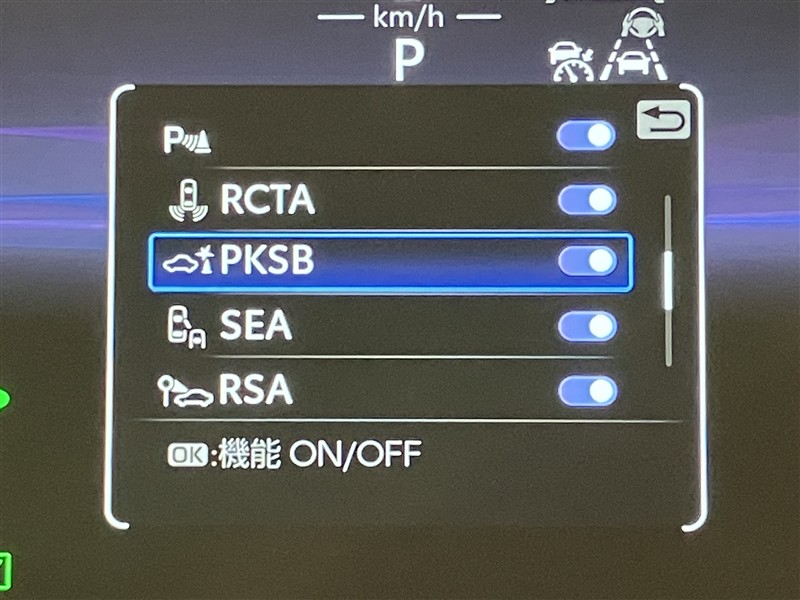 km/h
P
P
RCTA
PKSB
SEA
RSA
OK:機能 ON/OFF